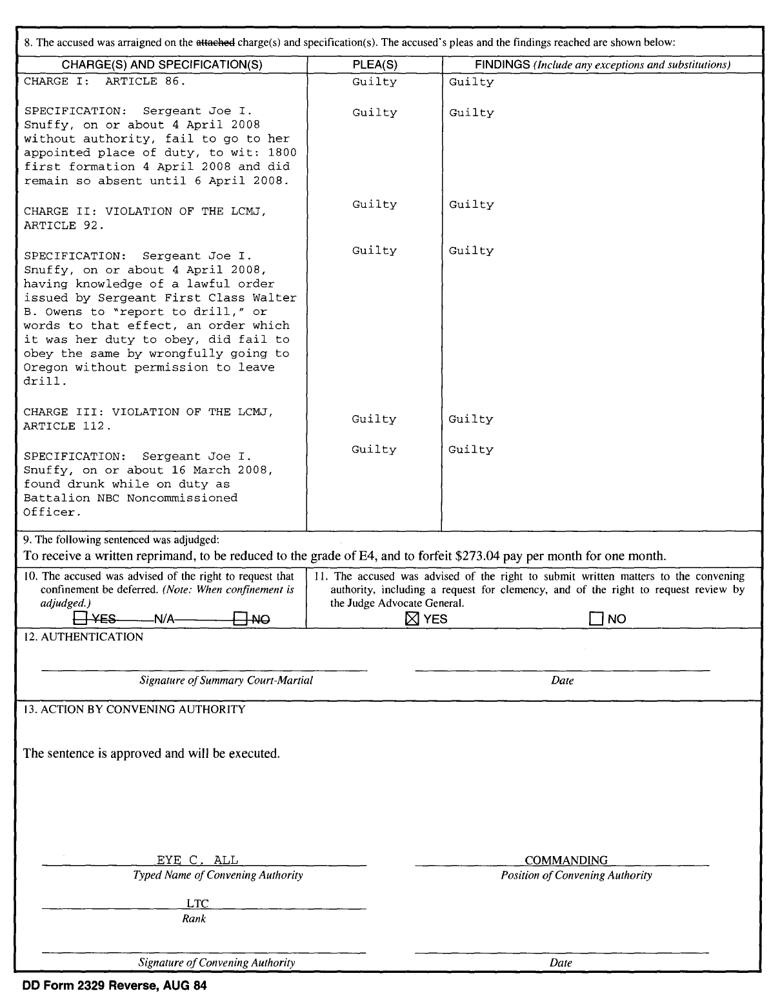 8. The accused was arraigned on the attached charge(s) and specification(s). The accused's pleas and the findings reached are shown below:
CHARGE(S) AND SPECIFICATION(S) PLEA(S) FINDINGS (Include any exceptions and substitutions)
CHARGE I: ARTICLE 86. Guilty Guilty
SPECIFICATION: Sergeant Joe I. Guilty Guilty
Snuffy, on or about 4 April 2008
without authority, fail to go to her
appointed place of duty, to wit: 1800
first formation 4 April 2008 and did
remain so absent until 6 April 2008.
CHARGE II: VIOLATION OF THE LCMJ, Guilty Guilty
ARTICLE 92.
SPECIFICATION: Sergeant Joe I. Guilty Guilty
Snuffy, on or about 4 April 2008,
having knowledge of a lawful order
issued by Sergeant First Class Walter
B. Owens to "report to drill," or
words to that effect, an order which
it was her duty to obey, did fail to
obey the same by wrongfully going to
Oregon without permission to leave
drill.
CHARGE III: VIOLATION OF THE LCMJ, Guilty Guilty
ARTICLE 112.
SPECIFICATION: Sergeant Joe I. Guilty Guilty
Snuffy, on or about 16 March 2008,
found drunk while on duty as
Battalion NBC Noncommissioned
Officer.
9. The following sentenced was adjudged:
To receive a written reprimand, to be reduced to the grade of E4, and to forfeit $273.04 pay per month for one month.
10. The accused was advised of the right to request that
confinement be deferred. (Note: When confinement is
adjudged.)
YES N/A NO
11. The accused was advised of the right to submit written matters to the convening
authority, including a request for clemency, and of the right to request review by
the Judge Advocate General.
YES NO
12. AUTHENTICATION
Signature of Summary Court-Martial Date
13. ACTION BY CONVENING AUTHORITY
The sentence is approved and will be executed.
EYE C. ALL COMMANDING
Typed Name of Convening Authority Position of Convening Authority
LTC
Rank
Signature of Convening Authority Date
DD Form 2329 Reverse, AUG 84